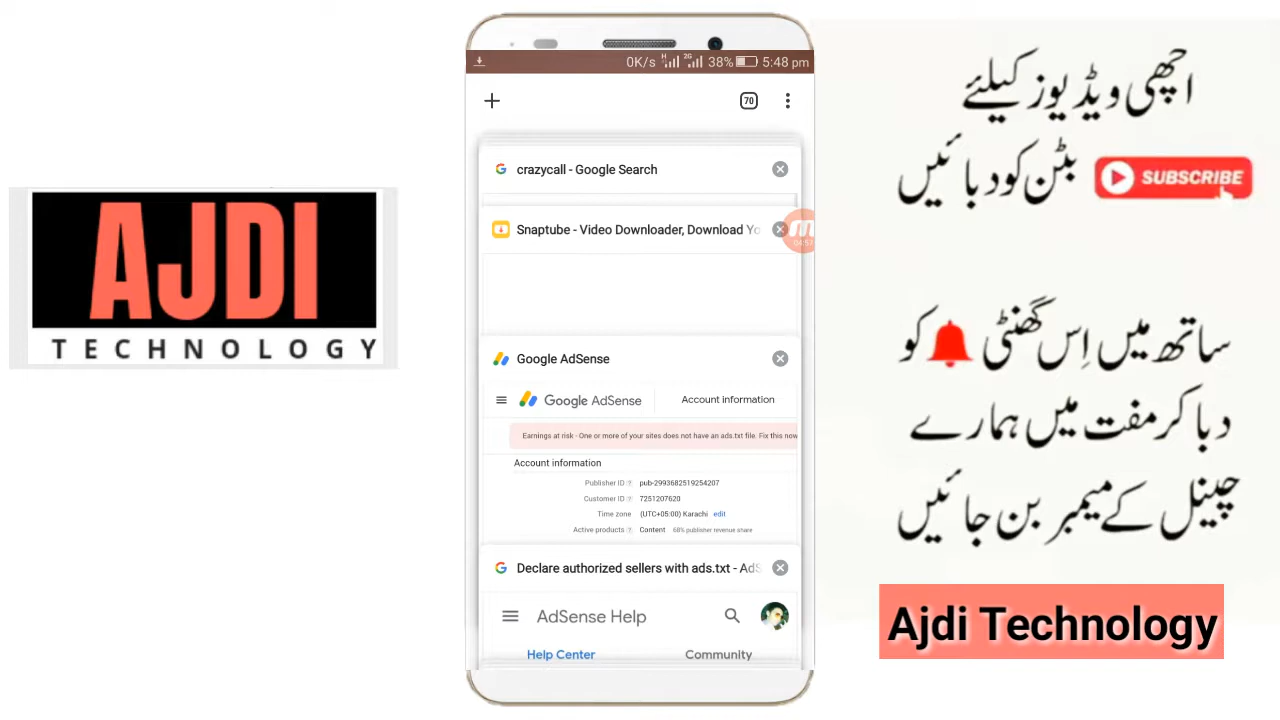 AJDI
TECHNOLOGY
0K/s H 2G 38% 5:48 pm
70
crazycall - Google Search
Snaptube - Video Downloader, Download Yo
04:57
Google AdSense
Google AdSense Account information
Earnings at risk - One or more of your sites does not have an ads.txt file. Fix this now
Account information
Publisher ID ? pub-2993682519254207
Customer ID ? 7251207620
Time zone (UTC+05:00) Karachi edit
Active products ? Content 68% publisher revenue share
Declare authorized sellers with ads.txt - AdS
AdSense Help
Help Center Community
اچھی ویڈیوز کیلئے
بٹن کو دبائیں SUBSCRIBE
ساتھ میں اِس گھنٹی کو
دبا کر مفت میں ہمارے
چینل کے میمبر بن جائیں
Ajdi Technology